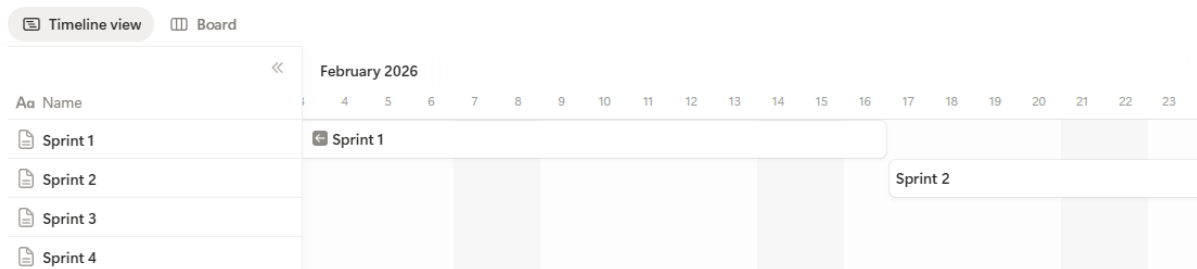 Timeline view Board
February 2026
Aa Name
3 4 5 6 7 8 9 10 11 12 13 14 15 16 17 18 19 20 21 22 23
Sprint 1
Sprint 1
Sprint 2
Sprint 2
Sprint 3
Sprint 4